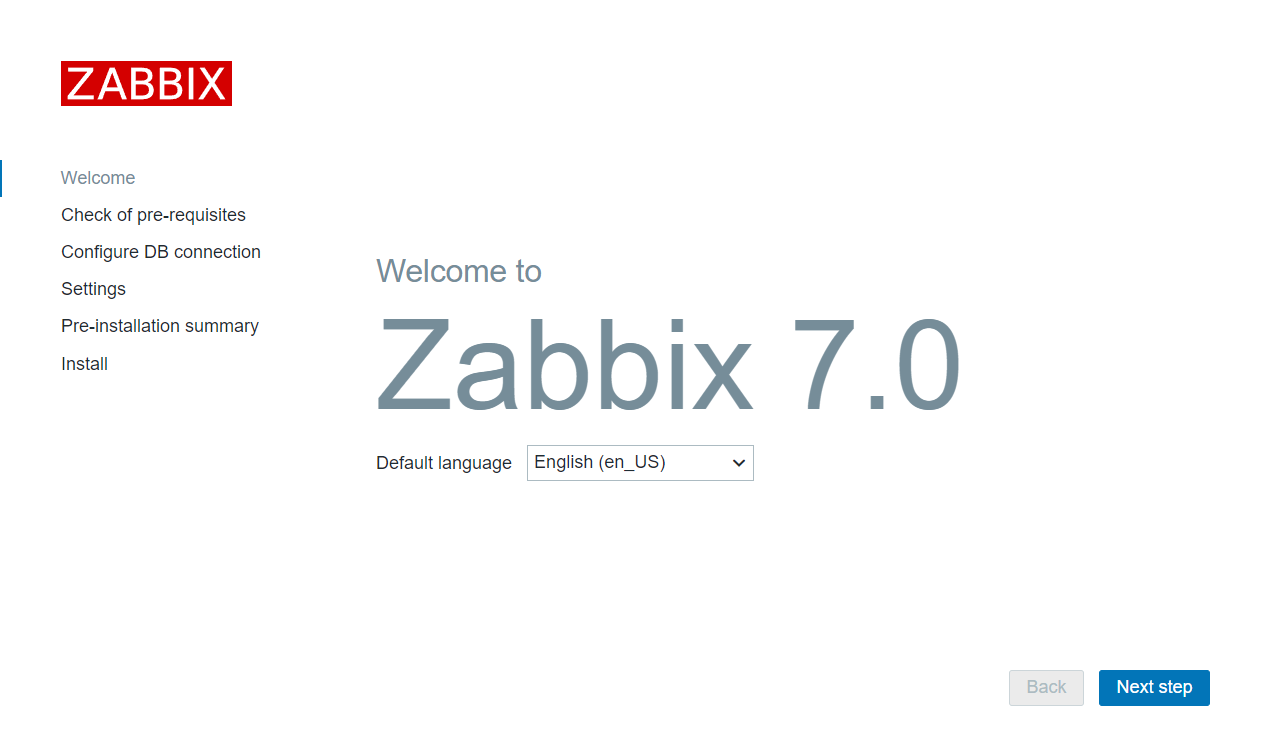 ZABBIX
Welcome
Check of pre-requisites
Configure DB connection
Settings
Pre-installation summary
Install
Welcome to
Zabbix 7.0
Default language English (en_US)
Back Next step